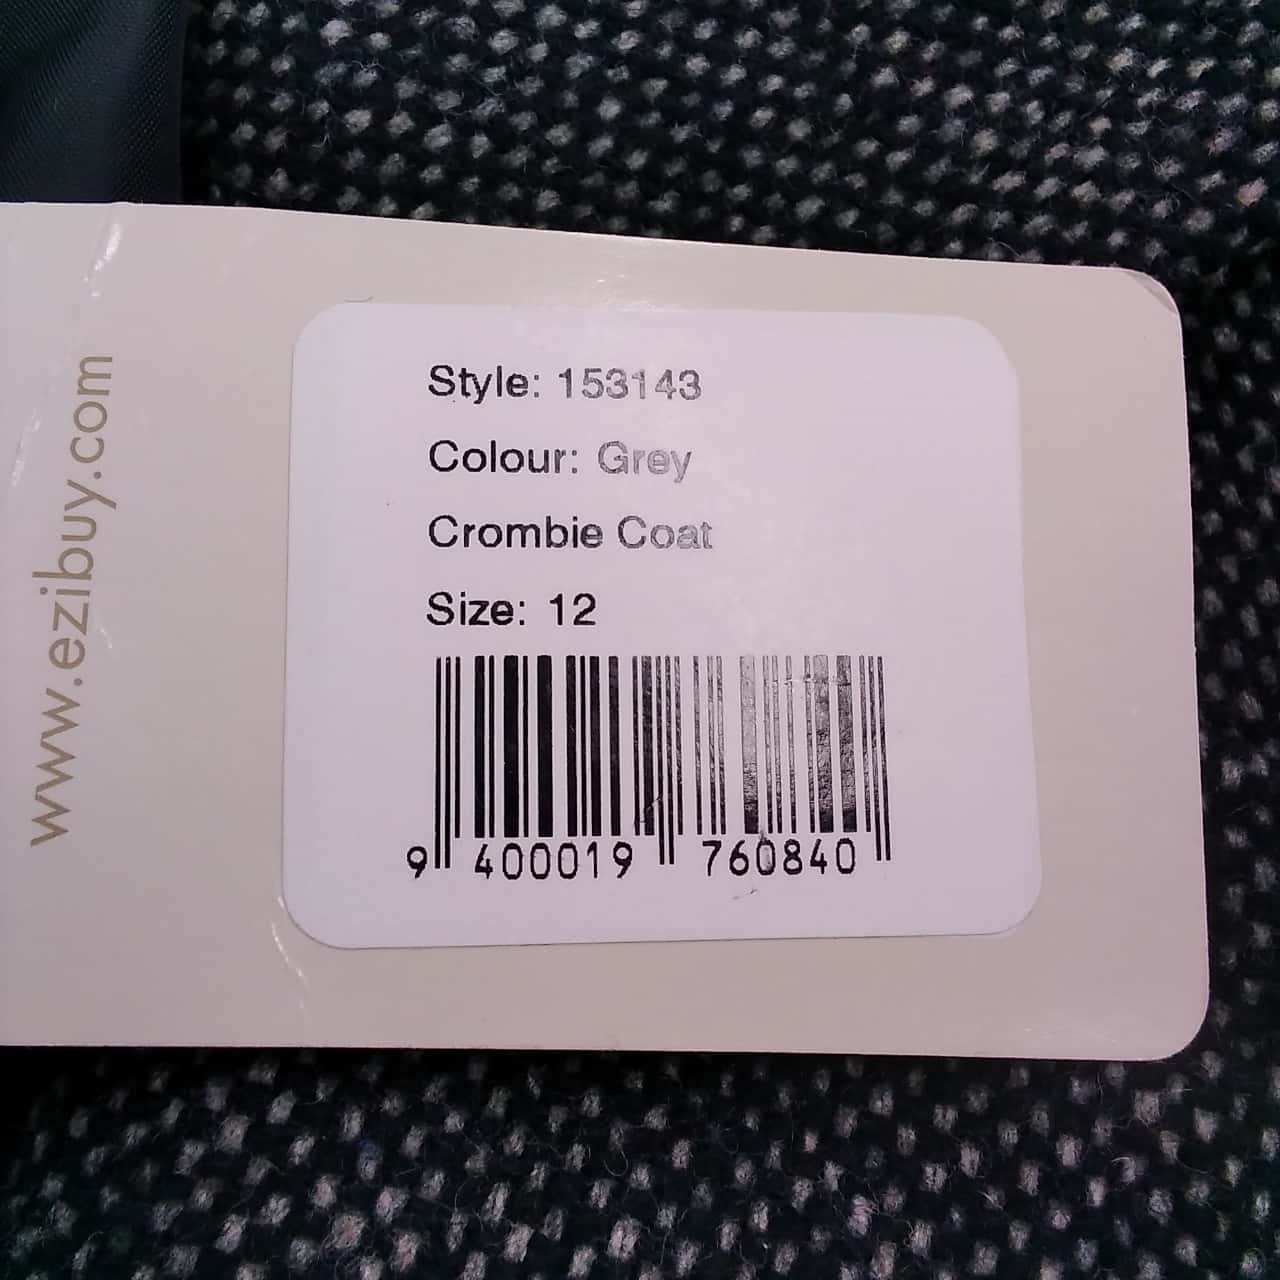 www.ezibuy.com
Style: 153143
Colour: Grey
Crombie Coat
Size: 12
9 400019 760840